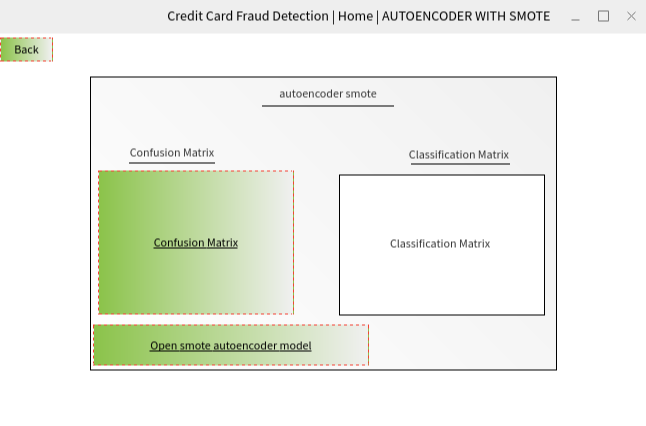 Credit Card Fraud Detection | Home | AUTOENCODER WITH SMOTE
Back
autoencoder smote
Confusion Matrix
Classification Matrix
Confusion Matrix
Classification Matrix
Open smote autoencoder model